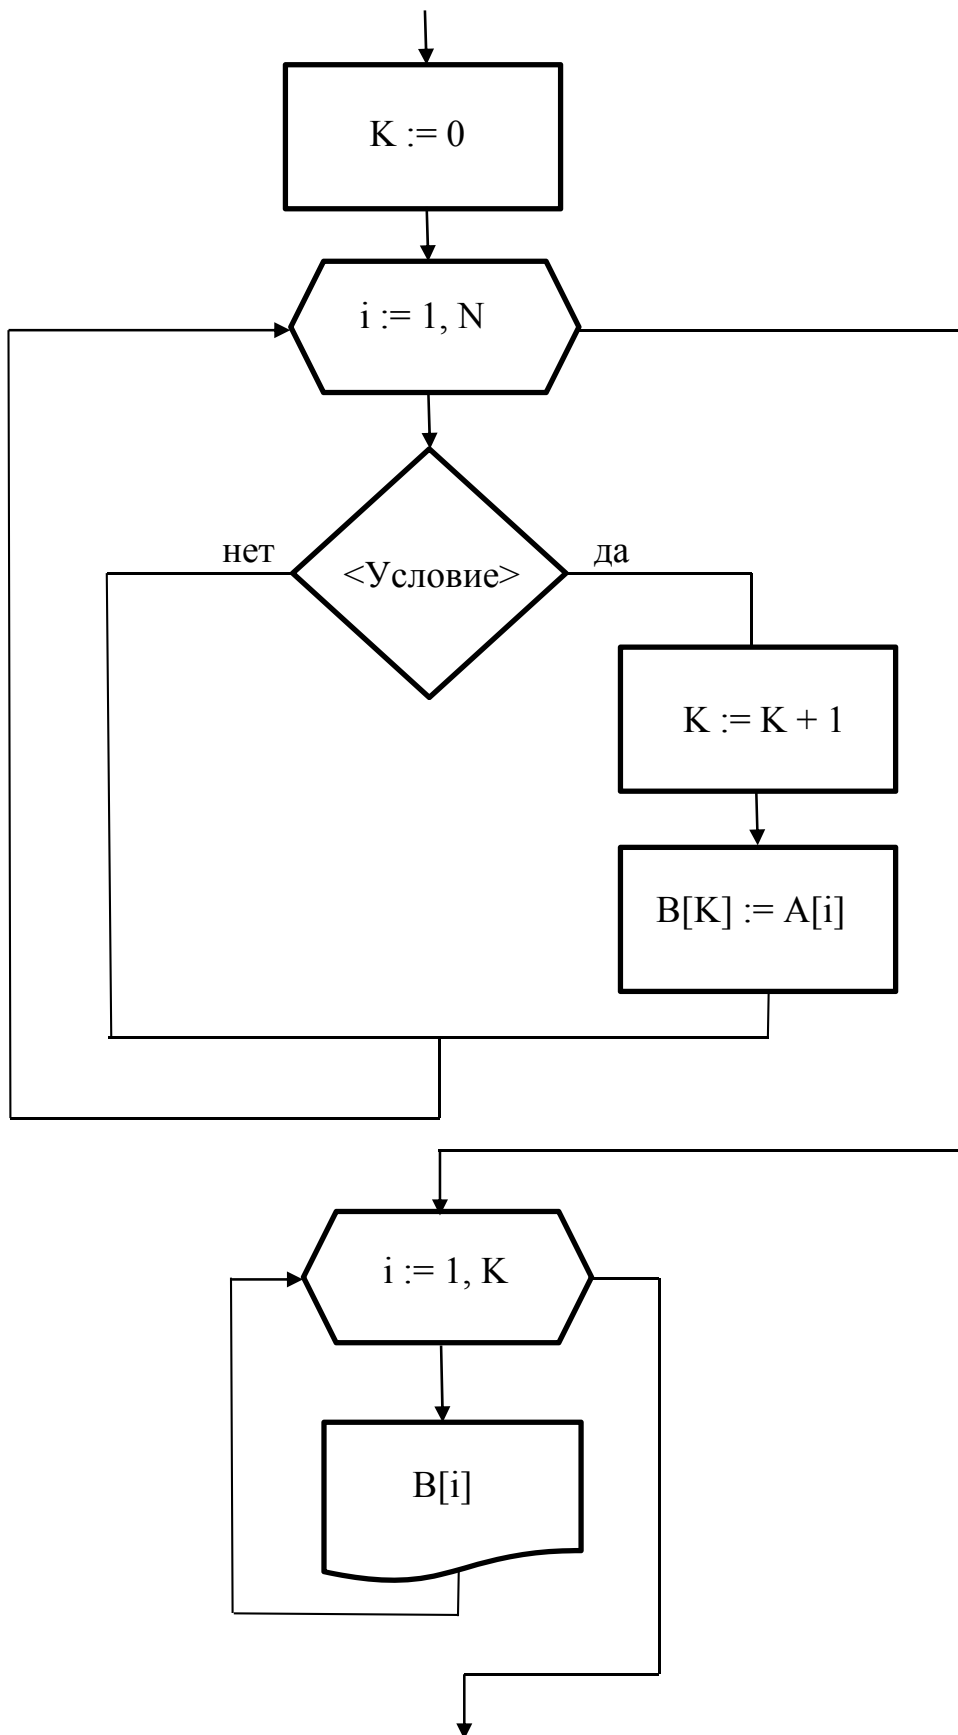 K := 0
i := 1, N
нет
да
<Условие>
K := K + 1
B[K] := A[i]
i := 1, K
B[i]